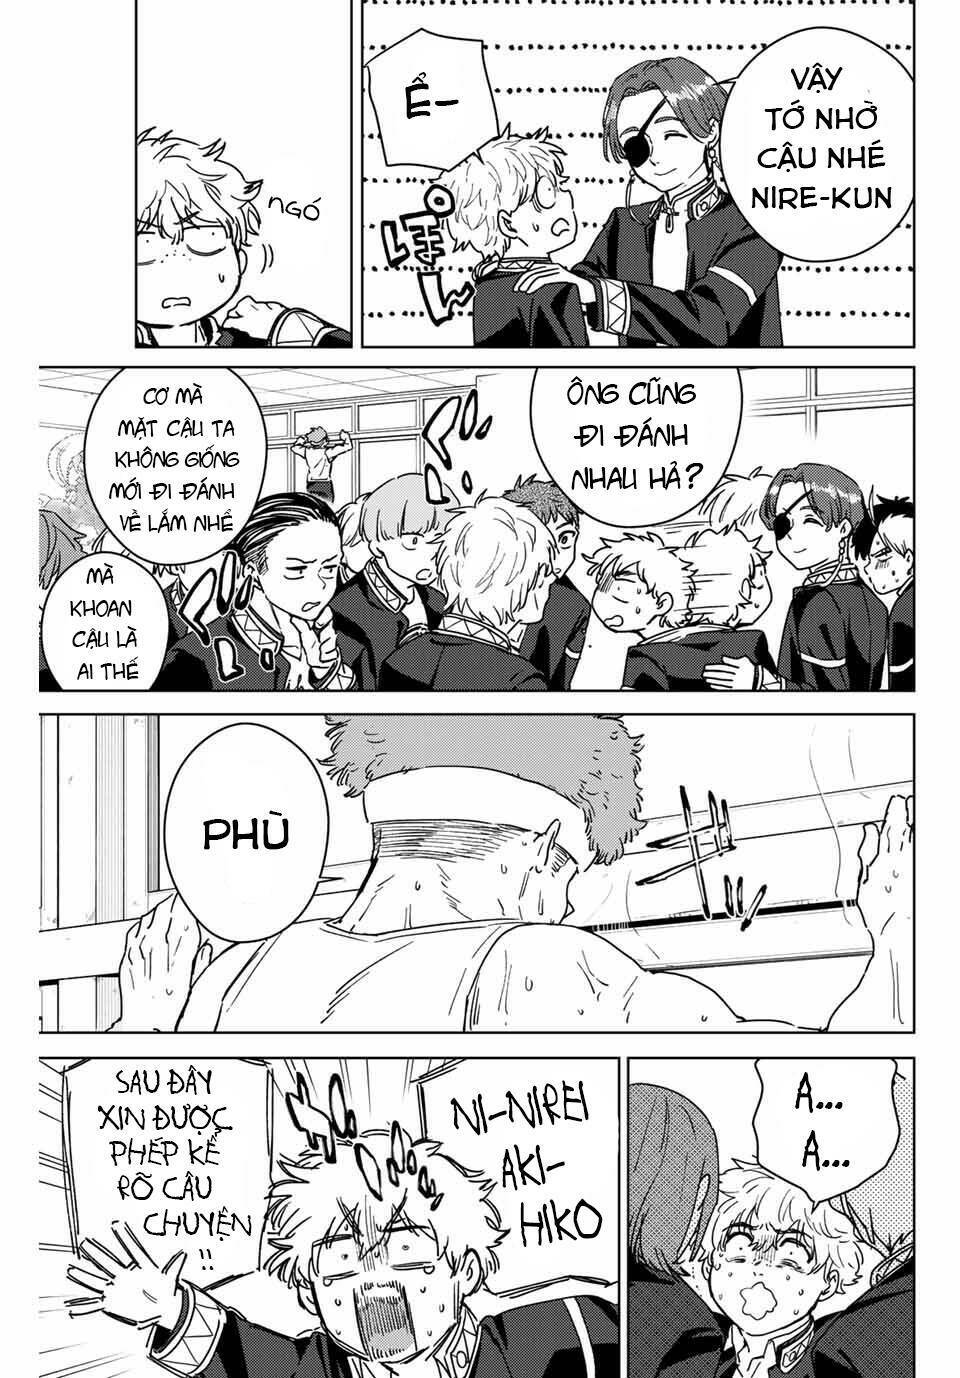 VẬY
TỚ NHỜ
CẬU NHÉ
NIRE-KUN
Ể-
ぽん
NGÓ
ÔNG CŨNG
ĐI ĐÁNH
NHAU HẢ?
CƠ MÀ
MẶT CẬU TA
KHÔNG GIỐNG
MỚI ĐI ĐÁNH
VỀ LẮM NHỂ
MÀ
KHOAN
CẬU LÀ
AI THẾ
PHÙ
A...
A...
NI-NIREI
AKI-
HIKO
SAU ĐÂY
XIN ĐƯỢC
PHÉP KỂ
RÕ CÂU
CHUYỆN
!!